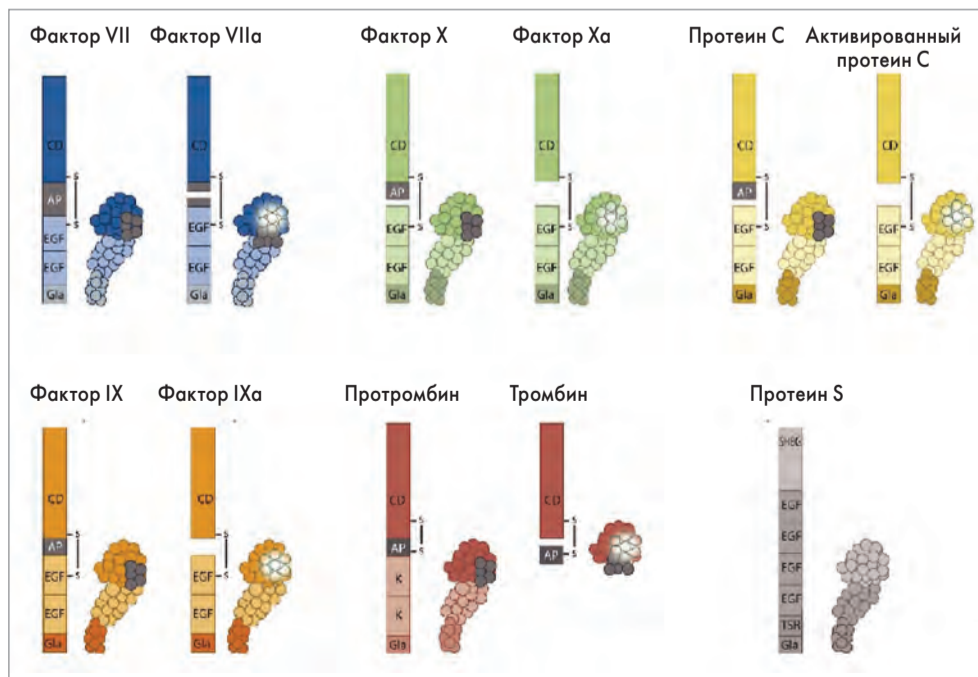 Фактор VII
Фактор VIIa
Фактор X
Фактор Xa
Протеин C
Активированный
протеин C
CD
S
AP
S
EGF
EGF
Gla
CD
S
S
EGF
EGF
Gla
CD
S
AP
S
EGF
EGF
Gla
CD
S
S
EGF
EGF
Gla
CD
S
AP
S
EGF
EGF
Gla
CD
S
S
EGF
EGF
Gla
Фактор IX
Фактор IXa
Протромбин
Тромбин
Протеин S
CD
S
AP
S
EGF
EGF
Gla
CD
S
S
EGF
EGF
Gla
CD
S
AP
S
K
K
Gla
CD
S
AP
S
SHBG
EGF
EGF
EGF
EGF
TSR
Gla